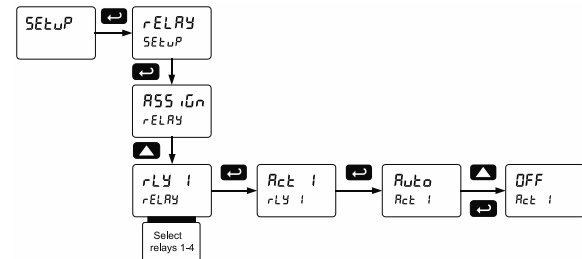 SEtuP
rELAY
SEtuP
ASSiGn
rELAY
rLY 1
rELAY
Act 1
rLY 1
Auto
Act 1
OFF
Act 1
Select
relays 1-4